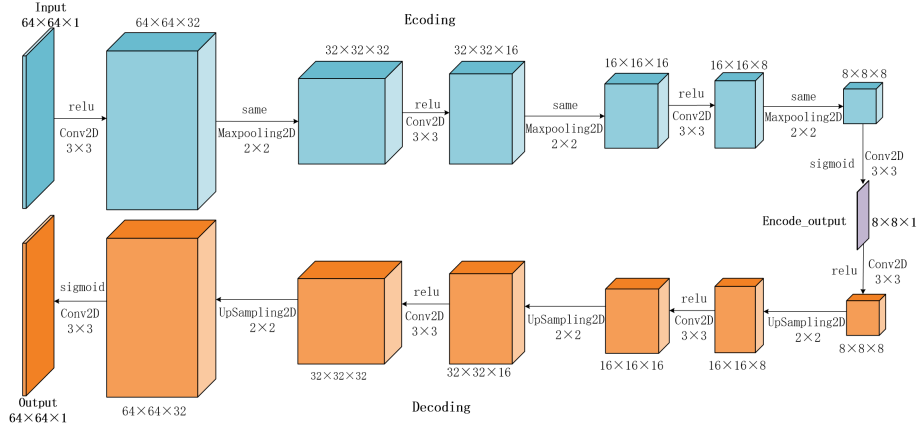 Input
64×64×1
64×64×32
Ecoding
32×32×32
32×32×16
16×16×16
16×16×8
8×8×8
relu
Conv2D
3×3
same
Maxpooling2D
2×2
relu
Conv2D
3×3
same
Maxpooling2D
2×2
relu
Conv2D
3×3
same
Maxpooling2D
2×2
sigmoid
Conv2D
3×3
Encode_output
8×8×1
relu
Conv2D
3×3
8×8×8
UpSampling2D
2×2
16×16×8
relu
Conv2D
3×3
16×16×16
UpSampling2D
2×2
32×32×16
relu
Conv2D
3×3
32×32×32
UpSampling2D
2×2
64×64×32
sigmoid
Conv2D
3×3
Output
64×64×1
Decoding